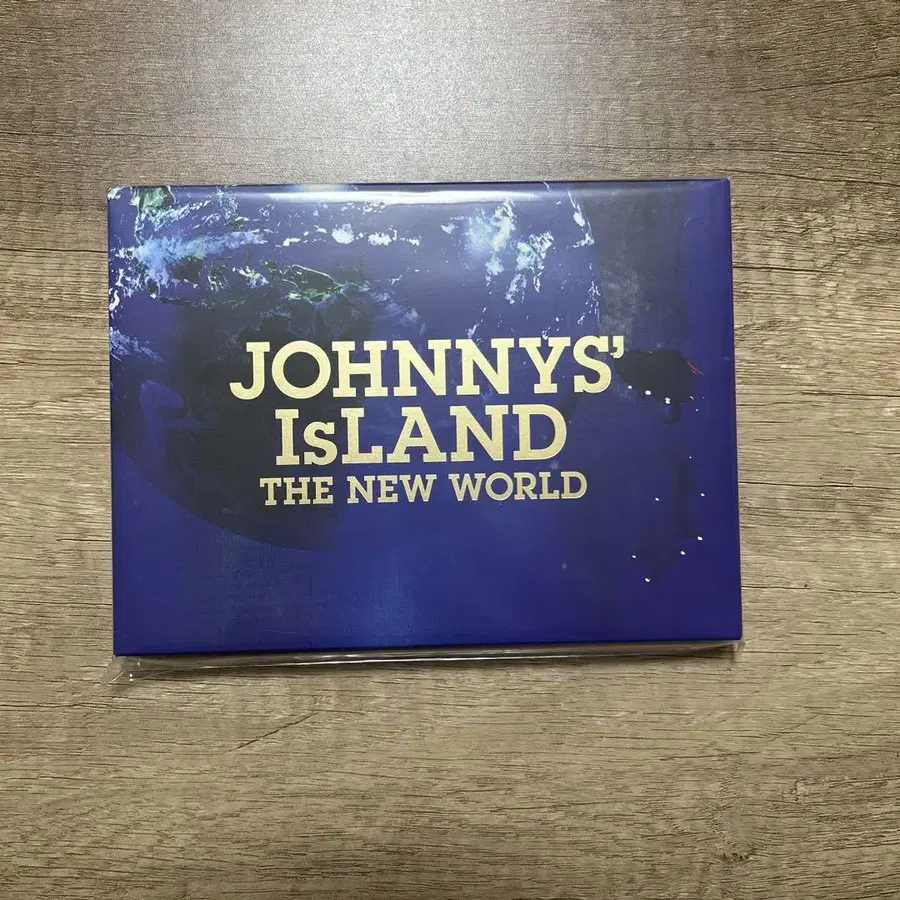 JOHNNYS'
IsLAND
THE NEW WORLD